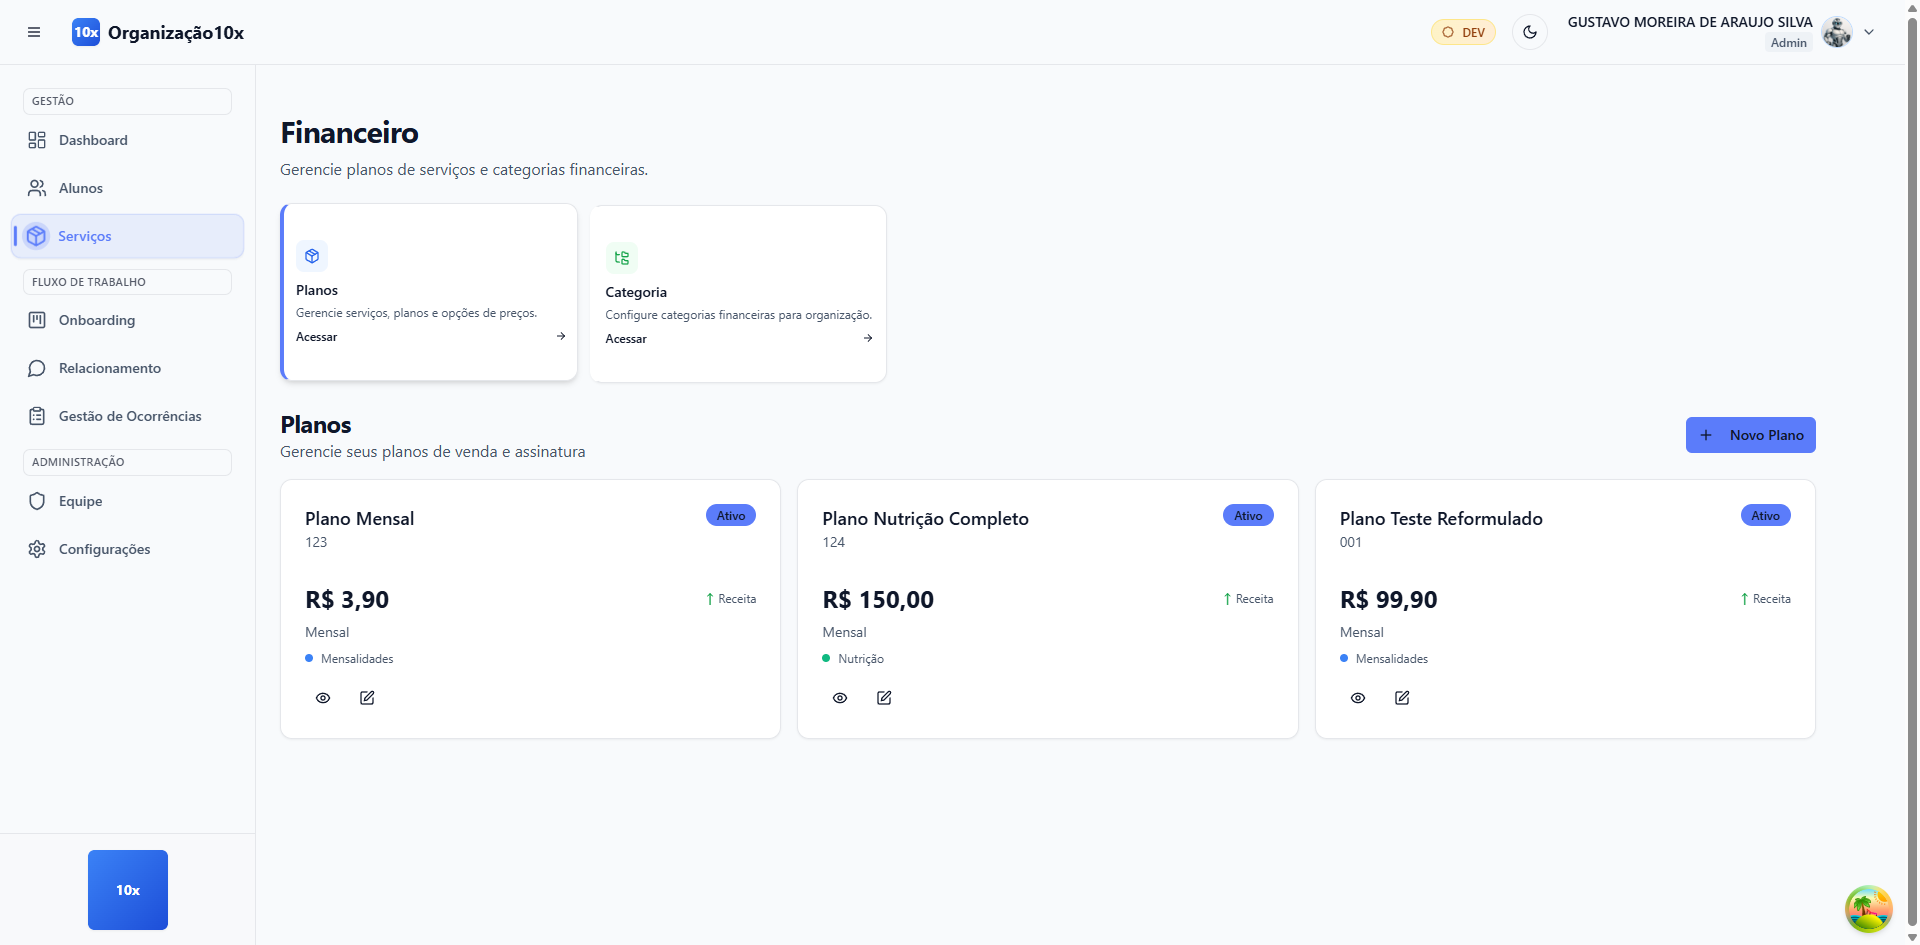 10x Organização10x
DEV
GUSTAVO MOREIRA DE ARAUJO SILVA
Admin
GESTÃO
Dashboard
Alunos
Serviços
FLUXO DE TRABALHO
Onboarding
Relacionamento
Gestão de Ocorrências
ADMINISTRAÇÃO
Equipe
Configurações
10x
Financeiro
Gerencie planos de serviços e categorias financeiras.
Planos
Gerencie serviços, planos e opções de preços.
Acessar
Categoria
Configure categorias financeiras para organização.
Acessar
Planos
Gerencie seus planos de venda e assinatura
Novo Plano
Plano Mensal
Ativo
123
R$ 3,90
Receita
Mensal
Mensalidades
Plano Nutrição Completo
Ativo
124
R$ 150,00
Receita
Mensal
Nutrição
Plano Teste Reformulado
Ativo
001
R$ 99,90
Receita
Mensal
Mensalidades